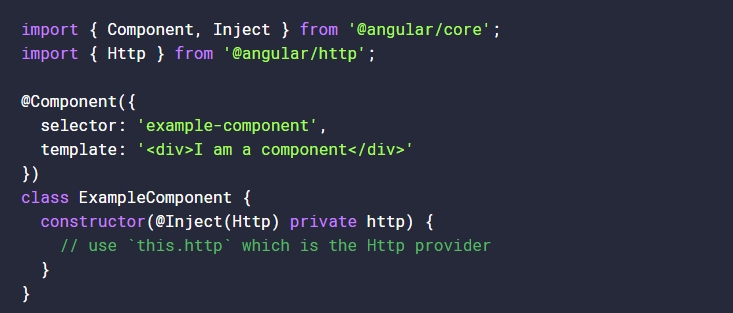 import { Component, Inject } from '@angular/core';
import { Http } from '@angular/http';

@Component({
  selector: 'example-component',
  template: '<div>I am a component</div>'
})
class ExampleComponent {
  constructor(@Inject(Http) private http) {
    // use `this.http` which is the Http provider
  }
}